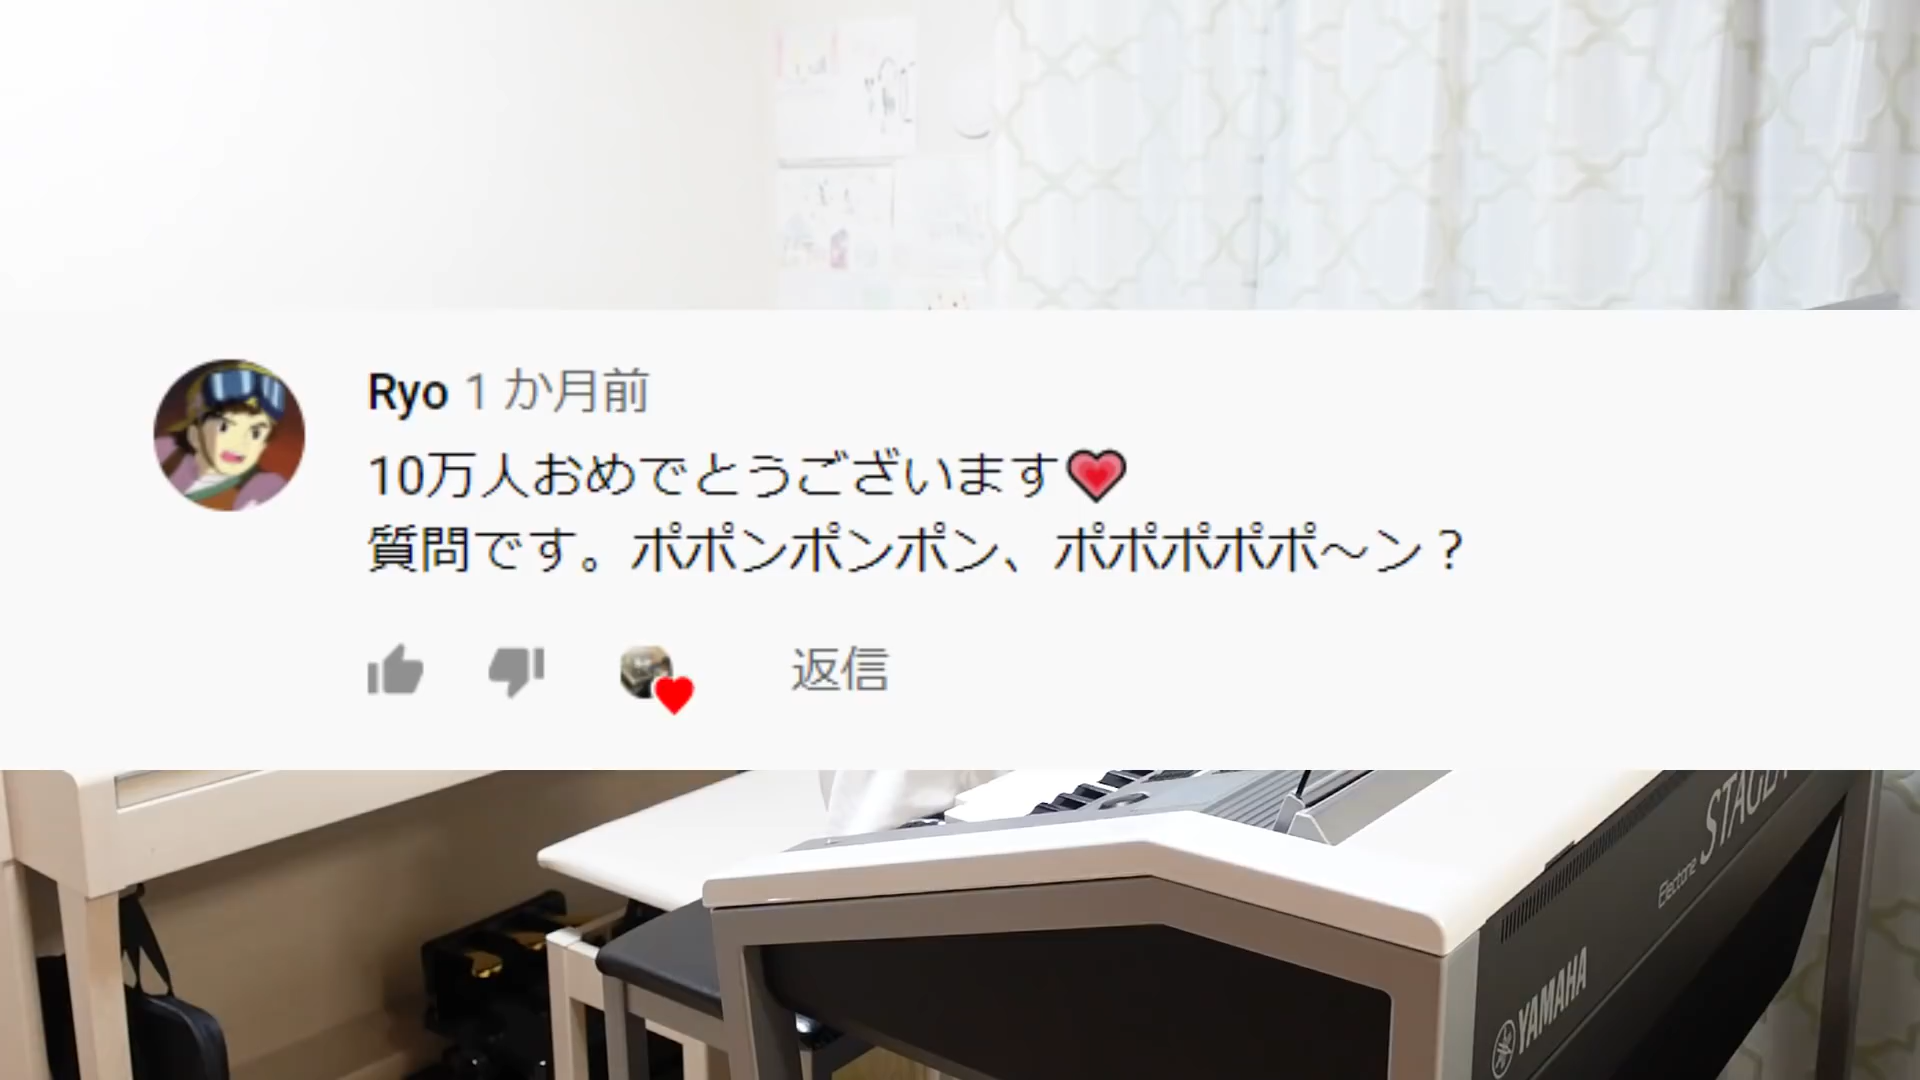 Ryo 1 か月前
10万人おめでとうございます
質問です。ポポンポンポン、ポポポポポ～ン？
返信
Electone STAGEA
YAMAHA